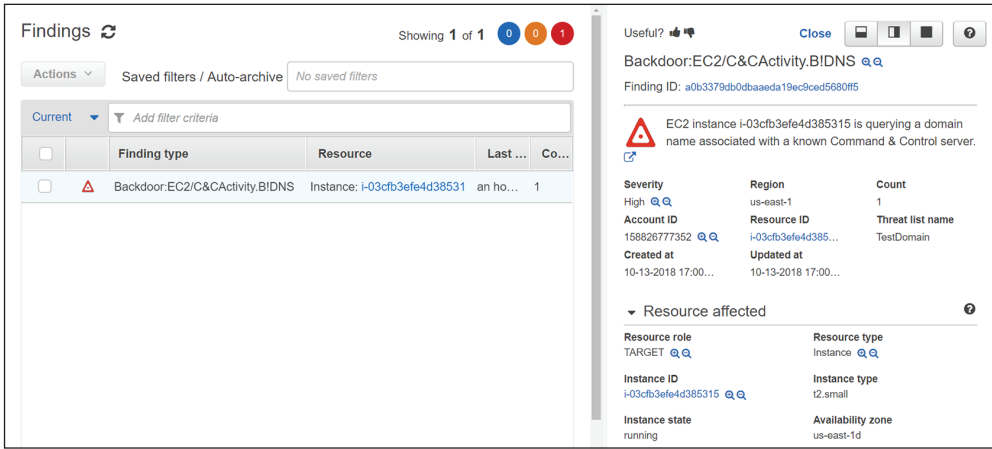 Findings
Showing 1 of 1 0 0 1
Actions Saved filters / Auto-archive No saved filters
Current Add filter criteria
Finding type Resource Last ... Co...
Backdoor:EC2/C&CActivity.B!DNS Instance: i-03cfb3efe4d38531 an ho... 1
Useful? Close
Backdoor:EC2/C&CActivity.B!DNS
Finding ID: a0b3379db0dbaaeda19ec9ced5680ff5
EC2 instance i-03cfb3efe4d385315 is querying a domain
name associated with a known Command & Control server.
Severity Region Count
High us-east-1 1
Account ID Resource ID Threat list name
158826777352 i-03cfb3efe4d385... TestDomain
Created at Updated at
10-13-2018 17:00... 10-13-2018 17:00...
Resource affected
Resource role Resource type
TARGET Instance
Instance ID Instance type
i-03cfb3efe4d385315 t2.small
Instance state Availability zone
running us-east-1d